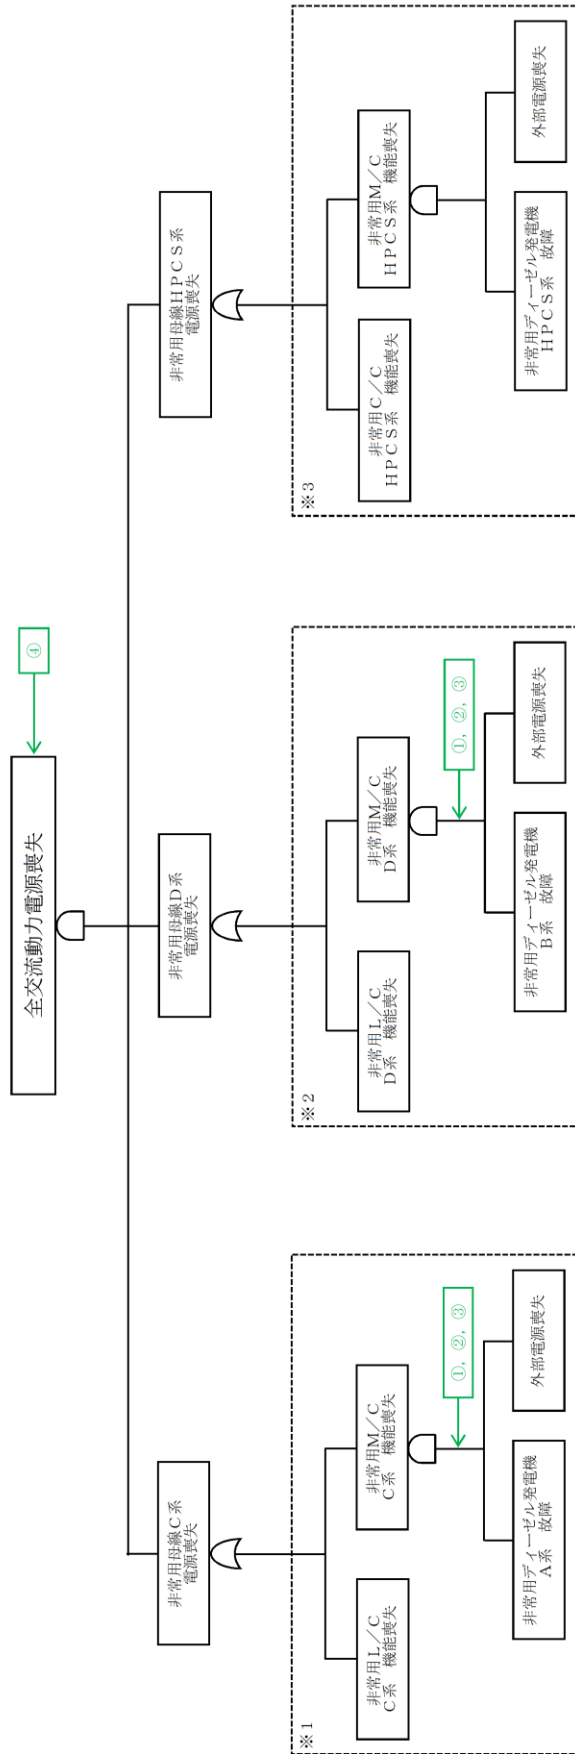 全交流動力電源喪失
④
非常用母線C系
電源喪失
非常用母線D系
電源喪失
非常用母線HPCS系
電源喪失
※1
非常用L/C
C系 機能喪失
非常用M/C
C系 機能喪失
①, ②, ③
非常用ディーゼル発電機
A系 故障
外部電源喪失
※2
非常用L/C
D系 機能喪失
非常用M/C
D系 機能喪失
①, ②, ③
非常用ディーゼル発電機
B系 故障
外部電源喪失
※3
非常用C/C
HPCS系 機能喪失
非常用M/C
HPCS系 機能喪失
非常用ディーゼル発電機
HPCS系 故障
外部電源喪失